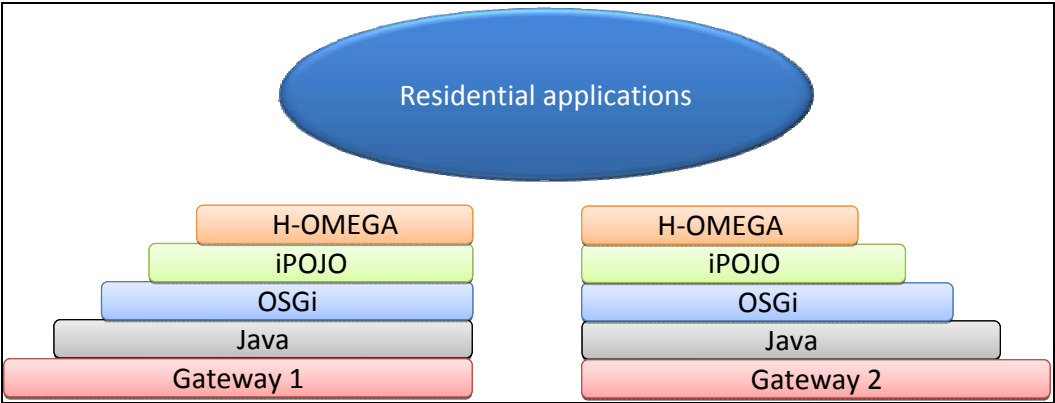 Residential applications
H-OMEGA
iPOJO
OSGi
Java
Gateway 1
H-OMEGA
iPOJO
OSGi
Java
Gateway 2